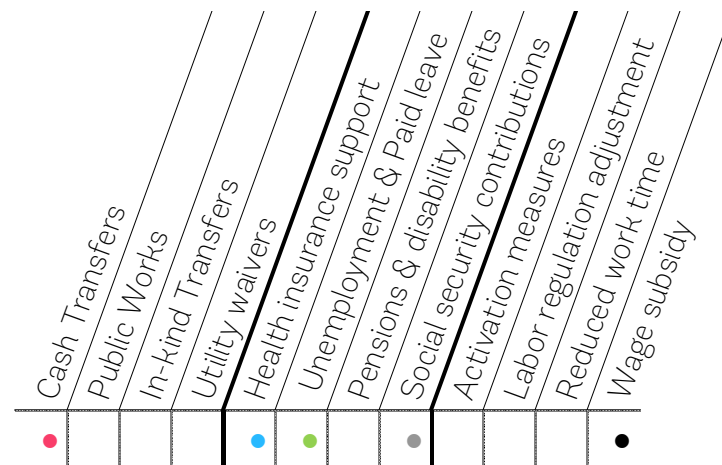 Cash Transfers
Public Works
In-kind Transfers
Utility waivers
Health insurance support
Unemployment & Paid leave
Pensions & disability benefits
Social security contributions
Activation measures
Labor regulation adjustment
Reduced work time
Wage subsidy